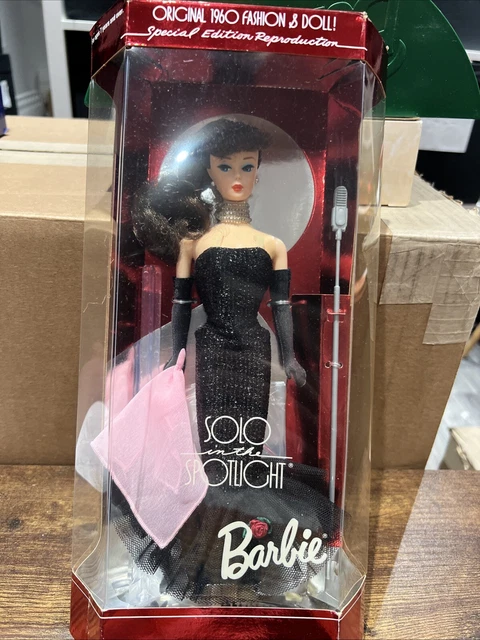 ORIGINAL 1960 FASHION & DOLL!
Special Edition Reproduction
SOLO
in the
SPOTLIGHT®
Barbie®